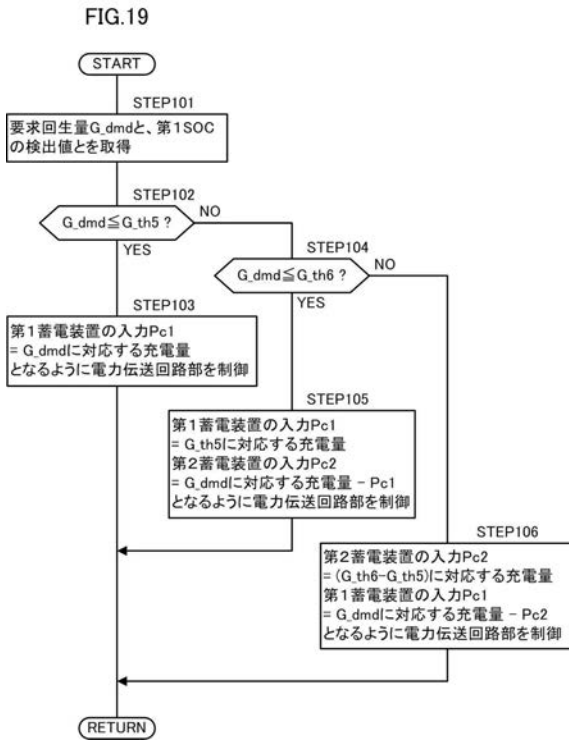 FIG.19
START
STEP101
要求回生量G_dmdと、第1SOC
の検出値とを取得
STEP102
G_dmd≦G_th5 ?
NO
YES
STEP104
G_dmd≦G_th6 ?
NO
YES
STEP103
第1蓄電装置の入力Pc1
= G_dmdに対応する充電量
となるように電力伝送回路部を制御
STEP105
第1蓄電装置の入力Pc1
= G_th5に対応する充電量
第2蓄電装置の入力Pc2
= G_dmdに対応する充電量 - Pc1
となるように電力伝送回路部を制御
STEP106
第2蓄電装置の入力Pc2
= (G_th6-G_th5)に対応する充電量
第1蓄電装置の入力Pc1
= G_dmdに対応する充電量 - Pc2
となるように電力伝送回路部を制御
RETURN